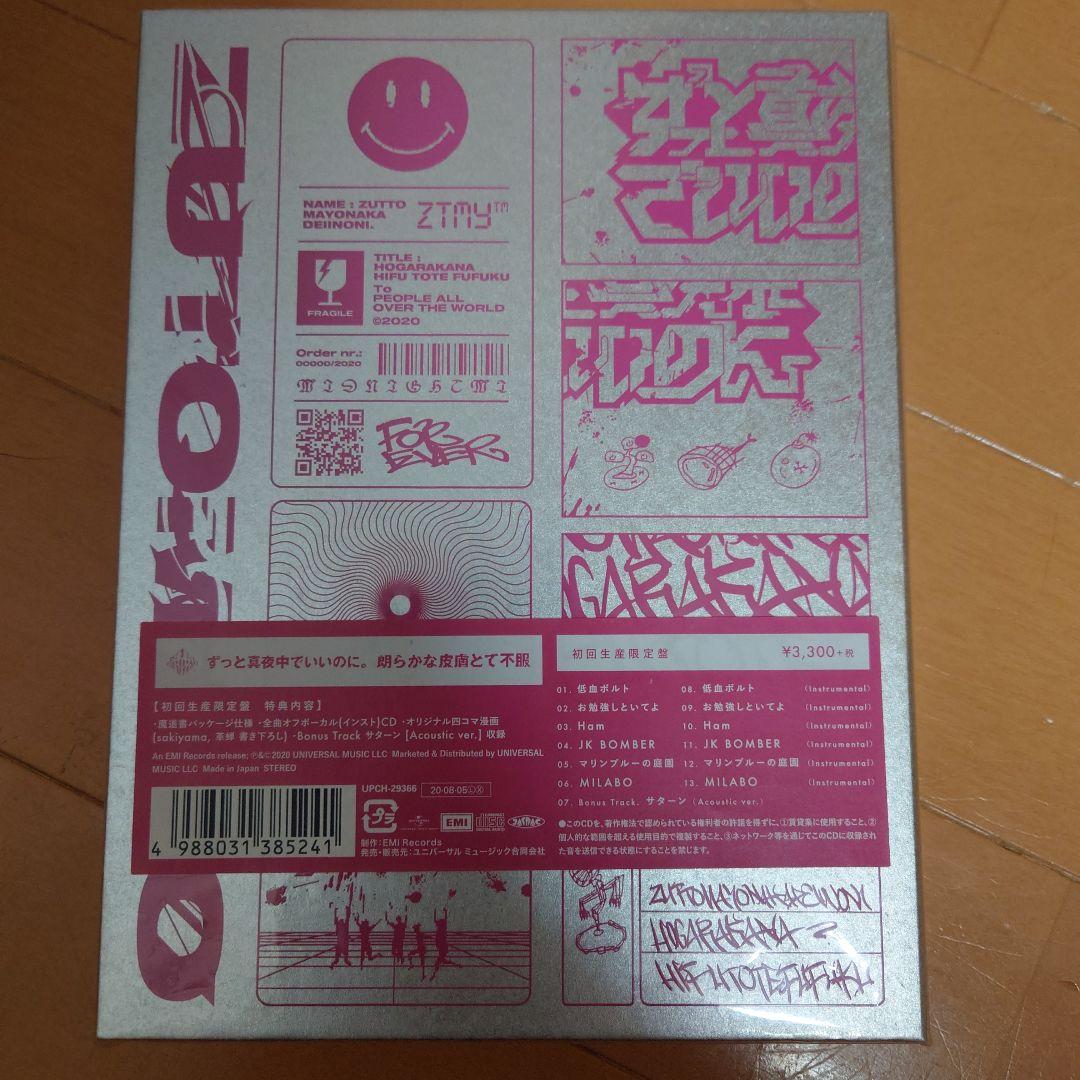 ZUTOMAYO
NAME : ZUTTO
MAYONAKA
DEIINONI.
ZTMY™
FRAGILE
TITLE :
HOGARAKANA
HIFU TOTE FUFUKU
To
PEOPLE ALL
OVER THE WORLD
©2020
Order nr.:
00000/2020
MIDNIGHTMI
FOR
EVER
ずっと真夜中でいいのに。 朗らかな皮膚とて不服
【初回生産限定盤 特典内容】
・魔道書パッケージ仕様 ・全曲オフボーカル(インスト)CD ・オリジナル四コマ漫画
(sakiyama, 革蝉 書き下ろし) ・Bonus Track サターン [Acoustic ver.] 収録
An EMI Records release; ℗&©2020 UNIVERSAL MUSIC LLC Marketed & Distributed by UNIVERSAL
MUSIC LLC Made in Japan STEREO
4 988031 385241
UPCH-29366
20・08・05ⓁⓍ
プラ
EMI
COMPACT
disc
DIGITAL AUDIO
JASRAC
制作：EMI Records
発売・販売元：ユニバーサル ミュージック合同会社
初回生産限定盤 ¥3,300+税
01. 低血ボルト
02. お勉強しといてよ
03. Ham
04. JK BOMBER
05. マリンブルーの庭園
06. MILABO
07. Bonus Track. サターン (Acoustic ver.)
08. 低血ボルト (Instrumental)
09. お勉強しといてよ (Instrumental)
10. Ham (Instrumental)
11. JK BOMBER (Instrumental)
12. マリンブルーの庭園 (Instrumental)
13. MILABO (Instrumental)
●このCDを、著作権法で認められている権利者の許諾を得ずに、①賃貸業に使用すること、②
個人的な範囲を超える使用目的で複製すること、③ネットワーク等を通じてこのCDに収録され
た音を送信できる状態にすることを禁じます。
ZUTTOMAYONAKADEIINONI
HOGARAKANA
HIFUTOTEFUFUKU